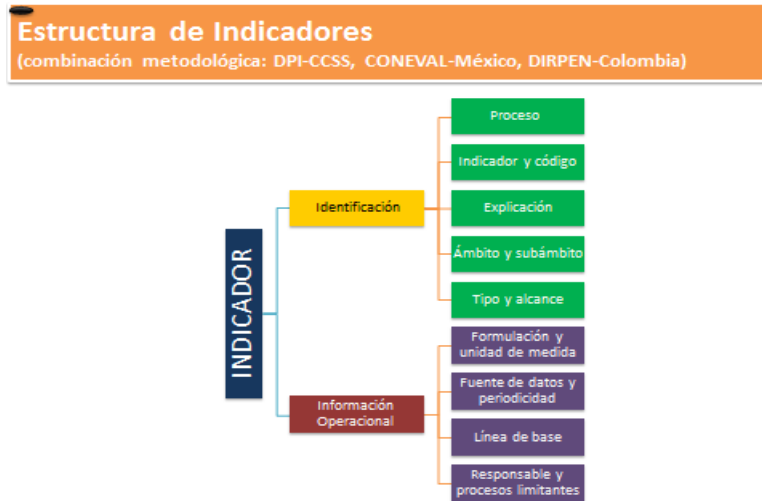 Estructura de Indicadores
(combinación metodológica: DPI-CCSS, CONEVAL-México, DIRPEN-Colombia)
INDICADOR
Identificación
Proceso
Indicador y código
Explicación
Ámbito y subámbito
Tipo y alcance
Información
Operacional
Formulación y
unidad de medida
Fuente de datos y
periodicidad
Línea de base
Responsable y
procesos limitantes